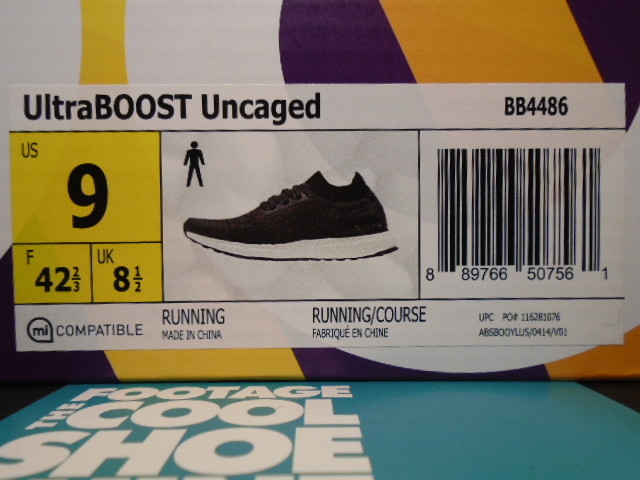 UltraBOOST Uncaged BB4486
US
9
F
42 2/3
UK
8 1/2
8 89766 50756 1
mi COMPATIBLE
RUNNING
MADE IN CHINA
RUNNING/COURSE
FABRIQUÉ EN CHINE
UPC PO# 116281076
ABSBOOYLUS/0414/V01
FOOTAGE
THE COOL
SHOE